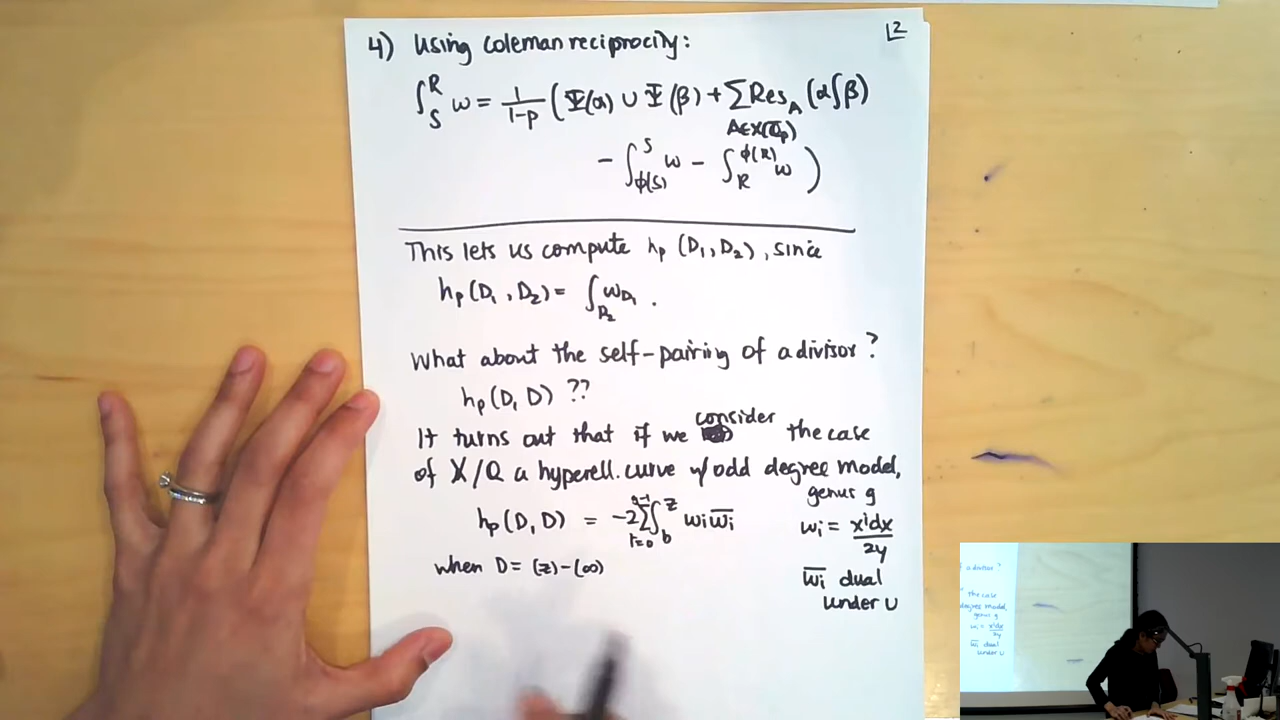 4) Using Coleman reciprocity: L2
∫_S^R ω = 1/(1-p) (Ψ(α) ∪ Ψ(β) + ∑_{A∈X(ℂ̄_p)} Res_A (α∫β)
- ∫_{φ(S)}^S ω - ∫_R^{φ(R)} ω )
This lets us compute h_p (D_1, D_2), since
h_p(D_1, D_2) = ∫_{D_2} ω_{D_1} .
What about the self-pairing of a divisor?
h_p(D, D) ??
It turns out that if we consider the case
of X/Q a hyperell. curve w/ odd degree model,
genus g
h_p(D, D) = -2∑_{i=0}^{g-1} ∫_b^z ω_i ω̄_i
ω_i = x^i dx / 2y
when D = (z) - (∞)
ω̄_i dual
under ∪